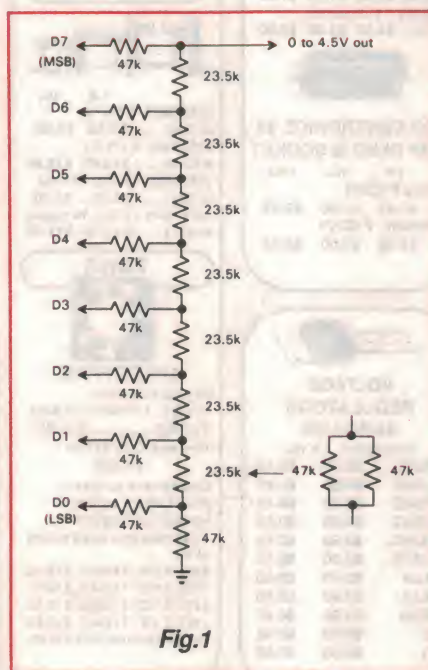 D7
(MSB)
47k
0 to 4.5V out
23.5k
D6
47k
23.5k
D5
47k
23.5k
D4
47k
23.5k
D3
47k
23.5k
D2
47k
23.5k
D1
47k
23.5k
47k
47k
D0
(LSB)
47k
47k
Fig.1